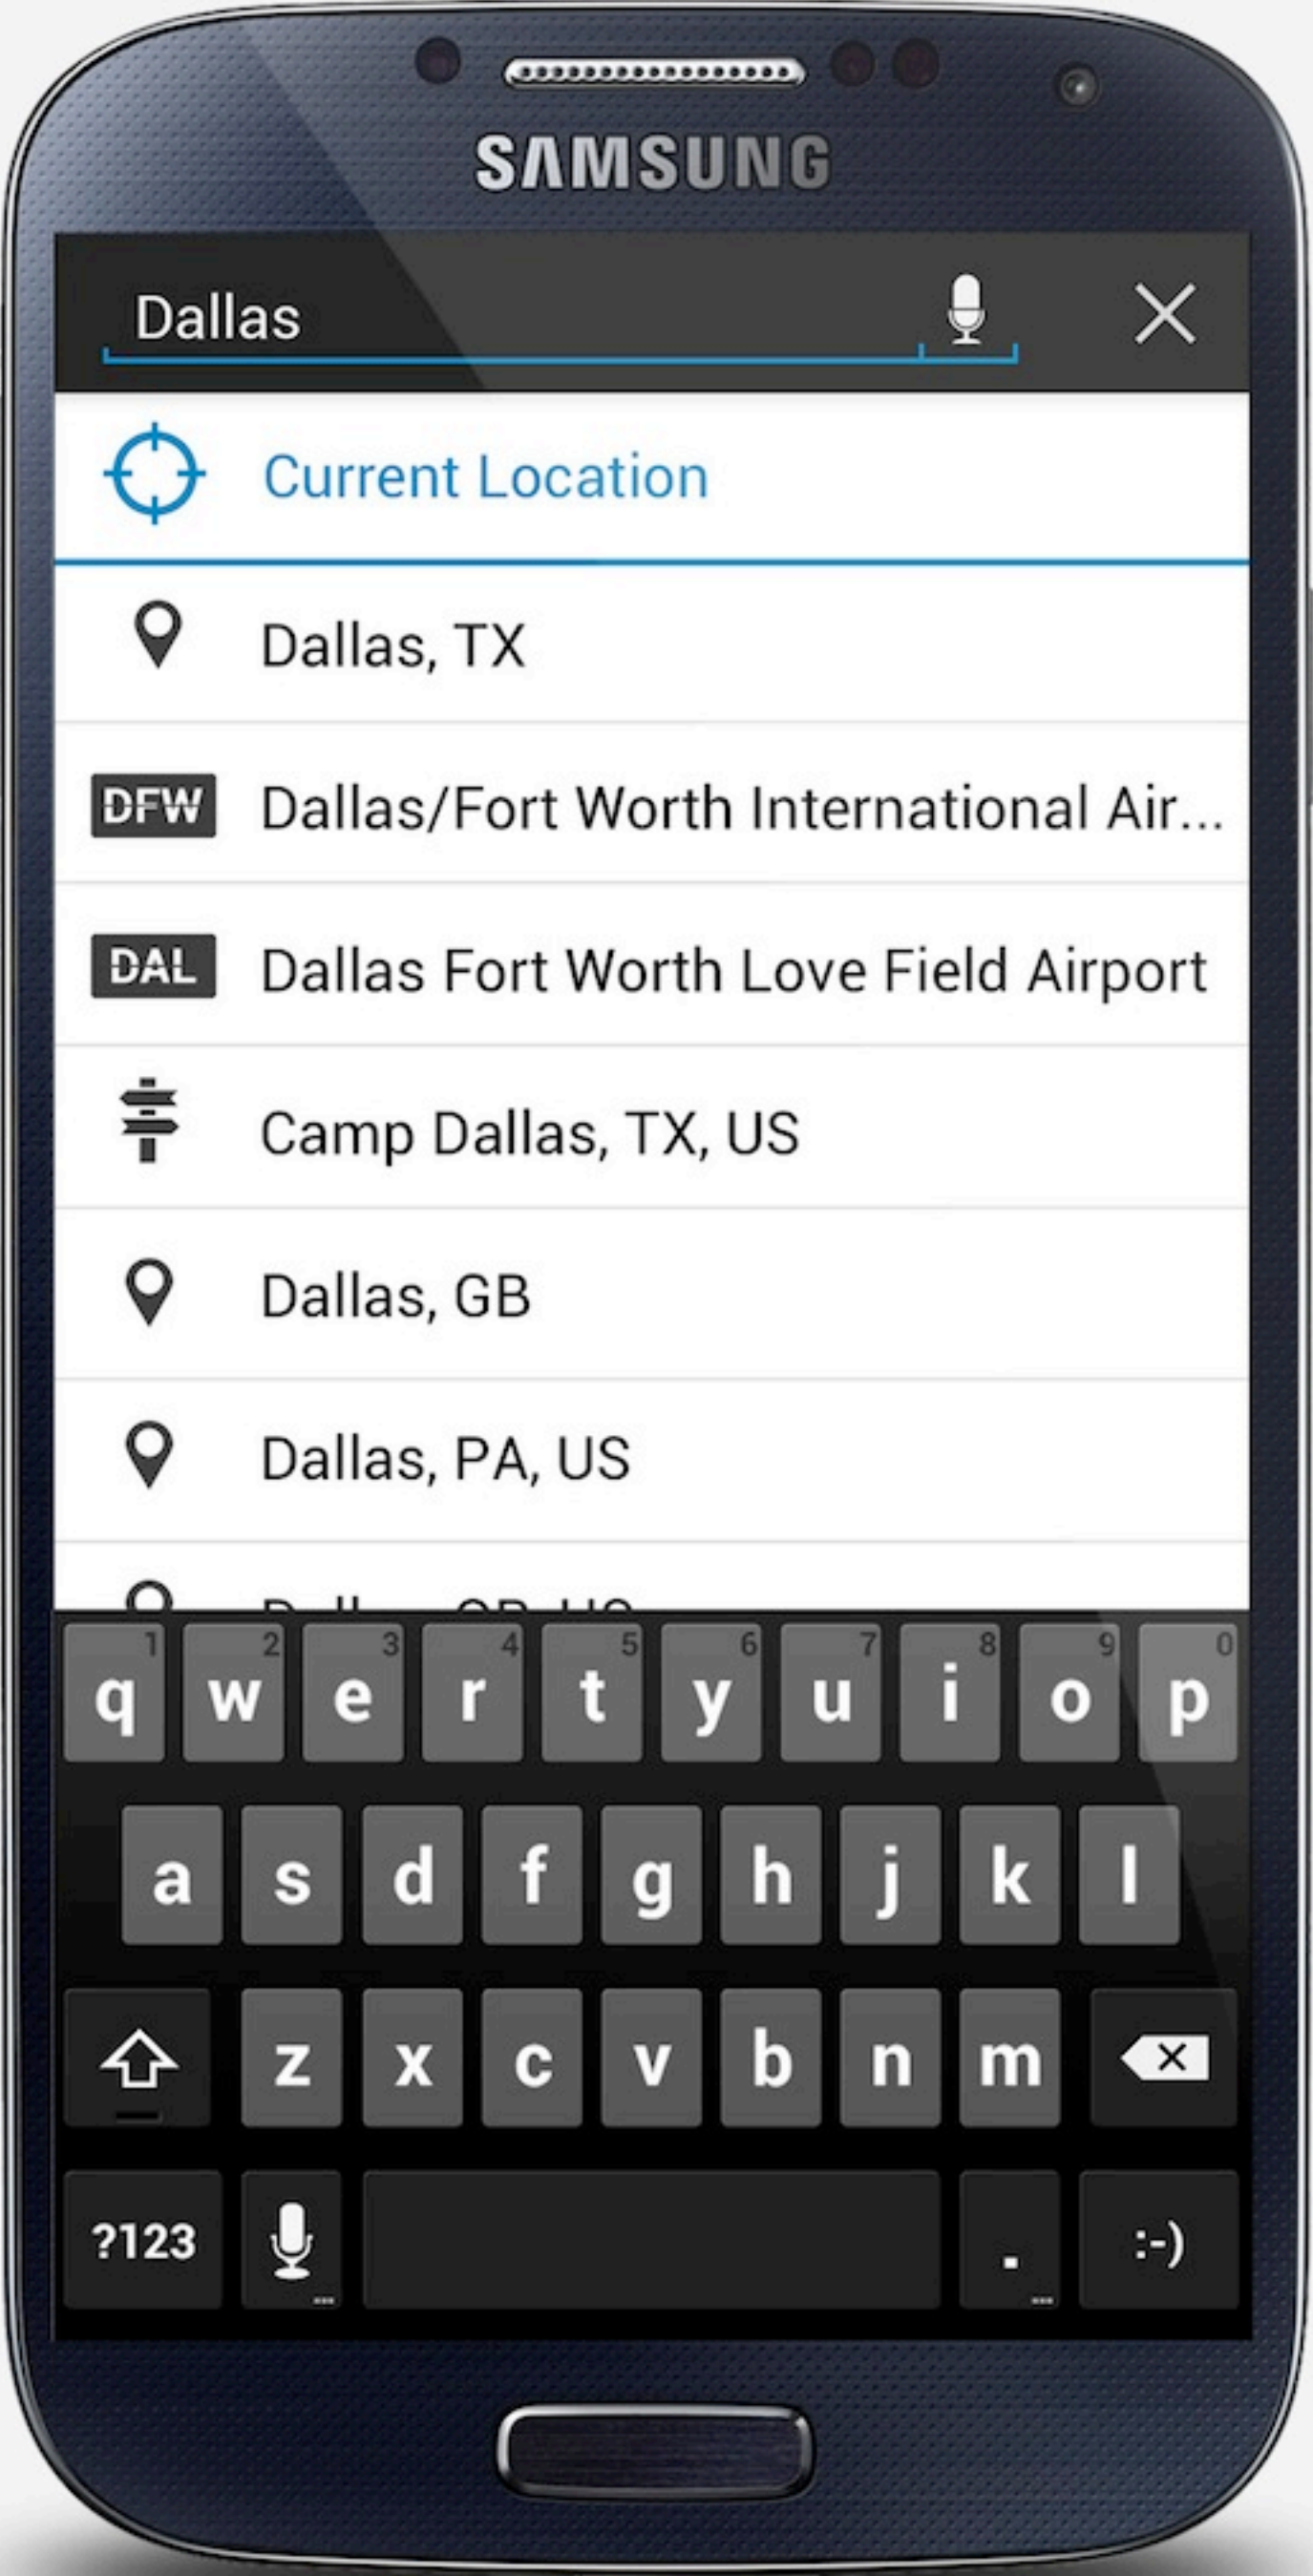 SAMSUNG
Dallas
Current Location
Dallas, TX
DFW Dallas/Fort Worth International Air...
DAL Dallas Fort Worth Love Field Airport
Camp Dallas, TX, US
Dallas, GB
Dallas, PA, US
1 2 3 4 5 6 7 8 9 0
q w e r t y u i o p
a s d f g h j k l
z x c v b n m
?123 . :-)